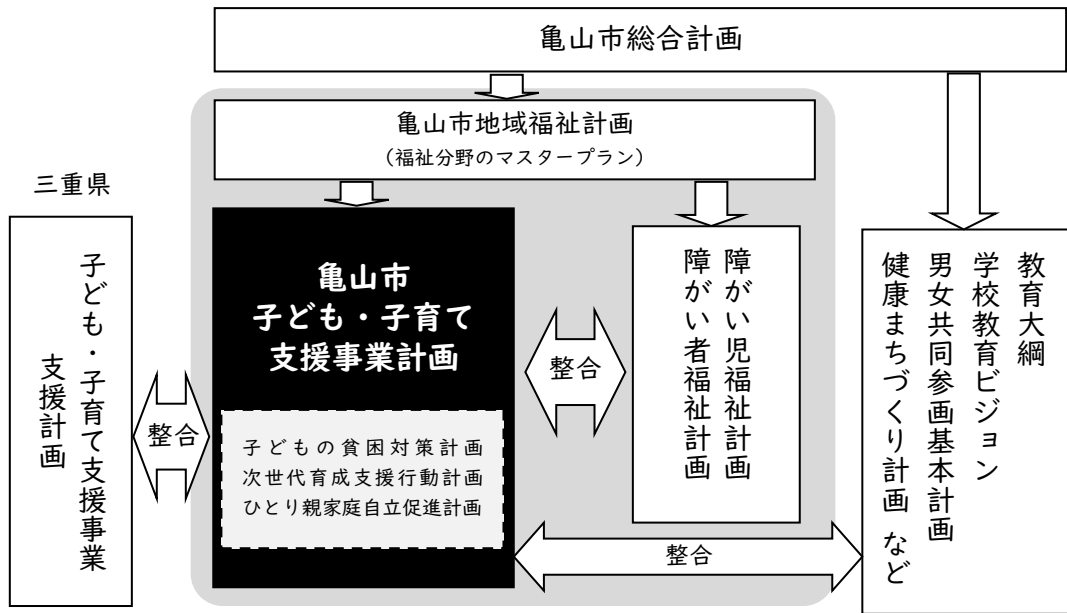 亀山市総合計画
亀山市地域福祉計画
(福祉分野のマスタープラン)
三重県
子ども・子育て支援事業
支援計画
整合
亀山市
子ども・子育て
支援事業計画
子どもの貧困対策計画
次世代育成支援行動計画
ひとり親家庭自立促進計画
整合
障がい児福祉計画
障がい者福祉計画
整合
教育大綱
学校教育ビジョン
男女共同参画基本計画
健康まちづくり計画 など